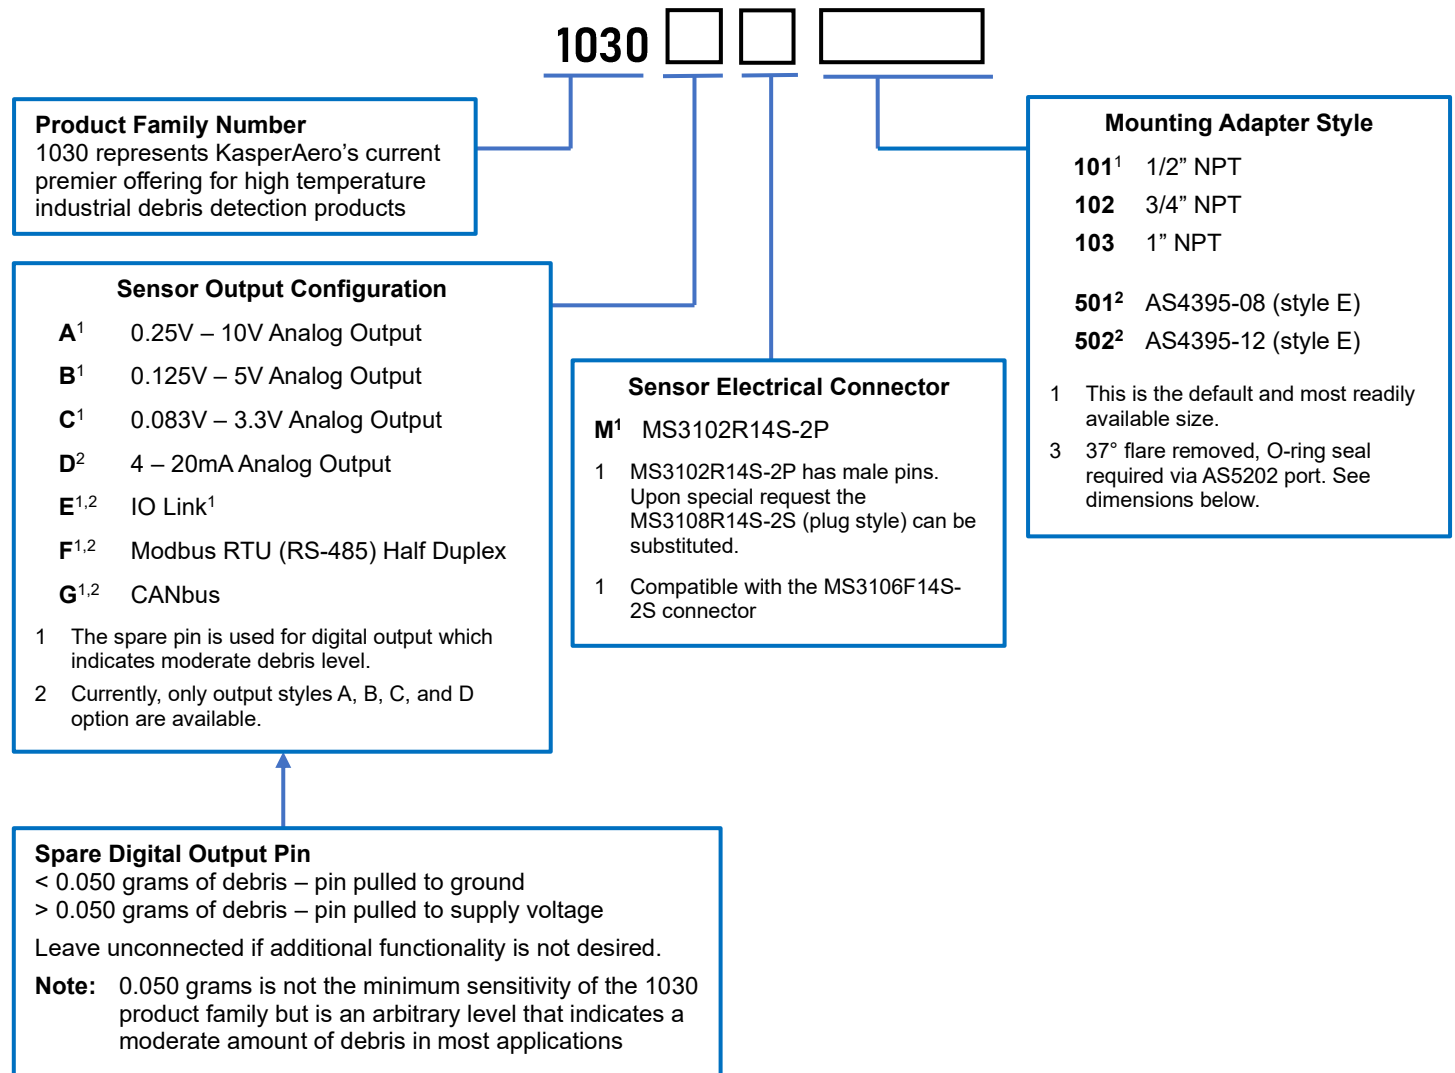 1030
Product Family Number
1030 represents KasperAero’s current
premier offering for high temperature
industrial debris detection products
Sensor Output Configuration
A¹ 0.25V – 10V Analog Output
B¹ 0.125V – 5V Analog Output
C¹ 0.083V – 3.3V Analog Output
D² 4 – 20mA Analog Output
E¹,² IO Link¹
F¹,² Modbus RTU (RS-485) Half Duplex
G¹,² CANbus
1 The spare pin is used for digital output which
indicates moderate debris level.
2 Currently, only output styles A, B, C, and D
option are available.
Sensor Electrical Connector
M¹ MS3102R14S-2P
1 MS3102R14S-2P has male pins.
Upon special request the
MS3108R14S-2S (plug style) can be
substituted.
1 Compatible with the MS3106F14S-
2S connector
Mounting Adapter Style
101¹ 1/2” NPT
102 3/4” NPT
103 1” NPT
501² AS4395-08 (style E)
502² AS4395-12 (style E)
1 This is the default and most readily
available size.
3 37° flare removed, O-ring seal
required via AS5202 port. See
dimensions below.
Spare Digital Output Pin
< 0.050 grams of debris – pin pulled to ground
> 0.050 grams of debris – pin pulled to supply voltage
Leave unconnected if additional functionality is not desired.
Note: 0.050 grams is not the minimum sensitivity of the 1030
product family but is an arbitrary level that indicates a
moderate amount of debris in most applications